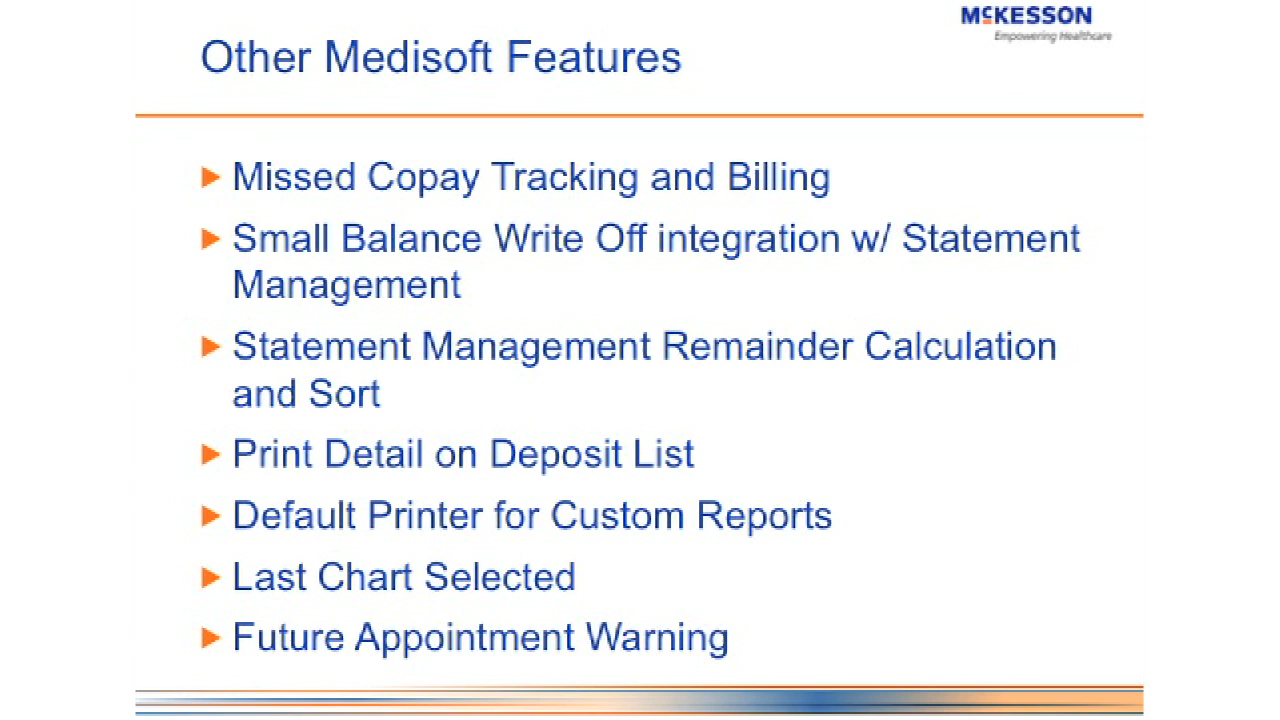 McKESSON
Empowering Healthcare
Other Medisoft Features
Missed Copay Tracking and Billing
Small Balance Write Off integration w/ Statement
Management
Statement Management Remainder Calculation
and Sort
Print Detail on Deposit List
Default Printer for Custom Reports
Last Chart Selected
Future Appointment Warning